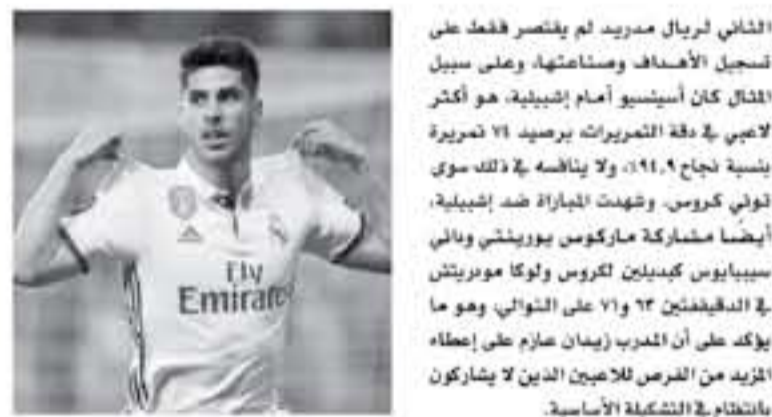 الثاني لريال مدريد لم يقتصر فقط على
تسجيل الأهداف وصناعتها، وعلى سبيل
المثال كان أسينسيو أمام إشبيلية، هو أكثر
لاعبي في دقة التمريرات، برصيد ٧٤ تمريرة
بنسبة نجاح ٩٤,٩٪، ولا ينافسه في ذلك سوى
توني كروس. وشهدت المباراة ضد إشبيلية،
أيضا مشاركة ماركوس يورينتي وداني
سيبايوس كبديلين لكروس ولوكا مودريتش
في الدقيقتين ٦٣ و٧١ على التوالي، وهو ما
يؤكد على أن المدرب زيدان عازم على إعطاء
المزيد من الفرص للاعبين الذين لا يشاركون
بانتظام في التشكيلة الأساسية.
Fly
Emirates